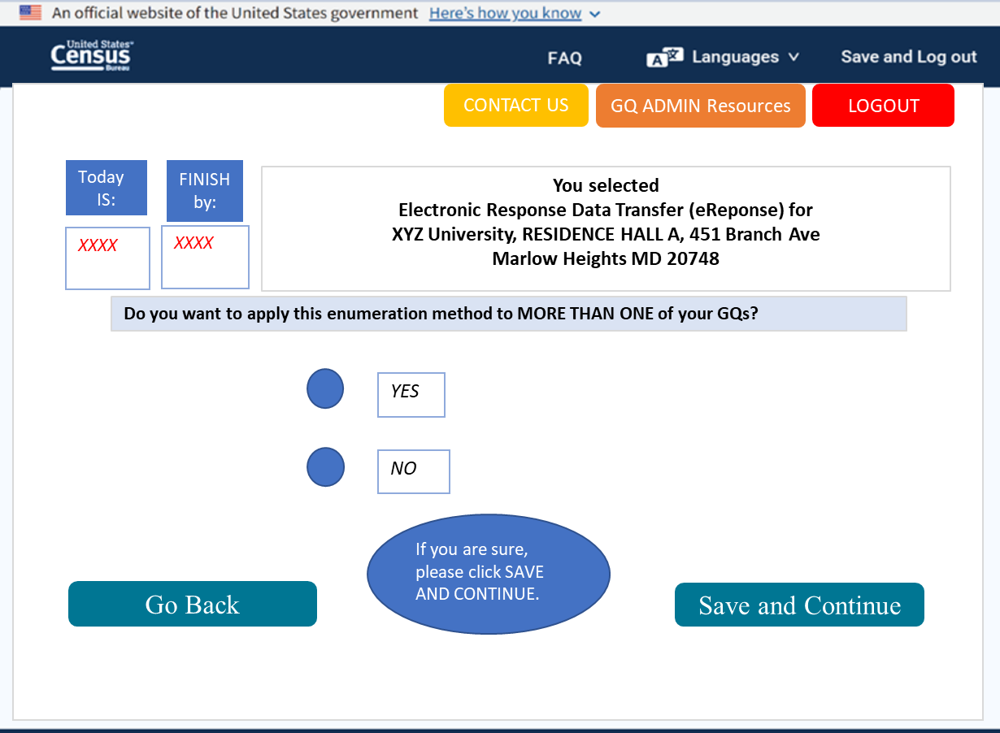 An official website of the United States government Here's how you know
United States
Census
Bureau
FAQ
A 文 Languages
Save and Log out
CONTACT US
GQ ADMIN Resources
LOGOUT
Today
IS:
FINISH
by:
XXXX
XXXX
You selected
Electronic Response Data Transfer (eReponse) for
XYZ University, RESIDENCE HALL A, 451 Branch Ave
Marlow Heights MD 20748
Do you want to apply this enumeration method to MORE THAN ONE of your GQs?
YES
NO
If you are sure,
please click SAVE
AND CONTINUE.
Go Back
Save and Continue